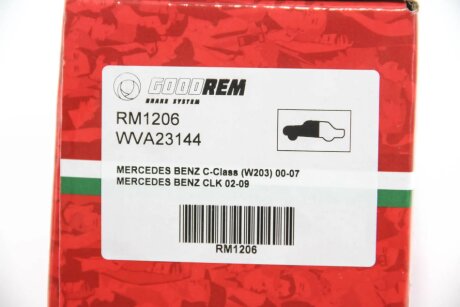 GOODREM
BRAKE SYSTEM
RM1206
WVA23144
MERCEDES BENZ C-Class (W203) 00-07
MERCEDES BENZ CLK 02-09
RM1206